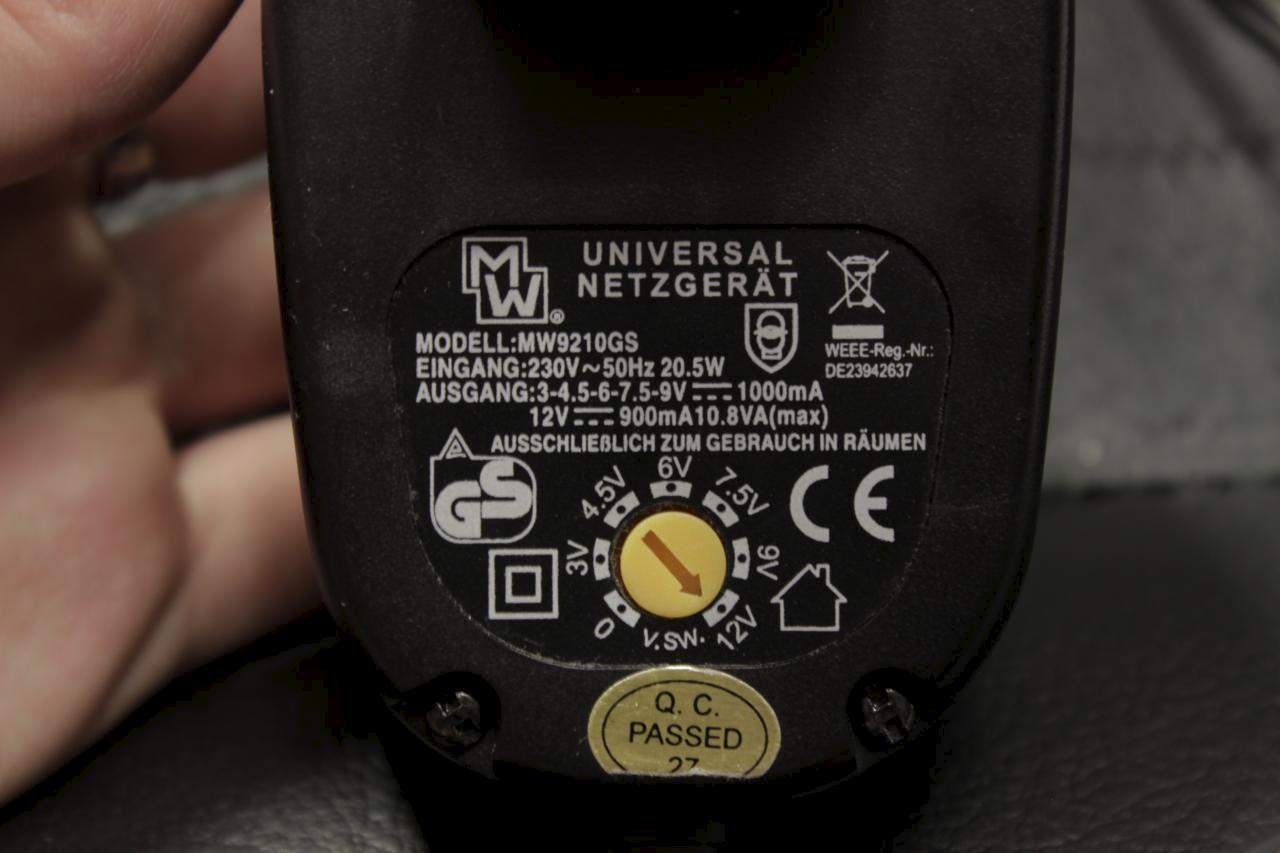 MW®
UNIVERSAL
NETZGERÄT
MODELL:MW9210GS
EINGANG:230V~50Hz 20.5W
AUSGANG:3-4.5-6-7.5-9V ⎓ 1000mA
12V ⎓ 900mA10.8VA(max)
WEEE-Reg.-Nr.:
DE23942637
AUSSCHLIEßLICH ZUM GEBRAUCH IN RÄUMEN
GS
CE
0
3V
4.5V
6V
7.5V
9V
12V
V.SW.
Q. C.
PASSED
27